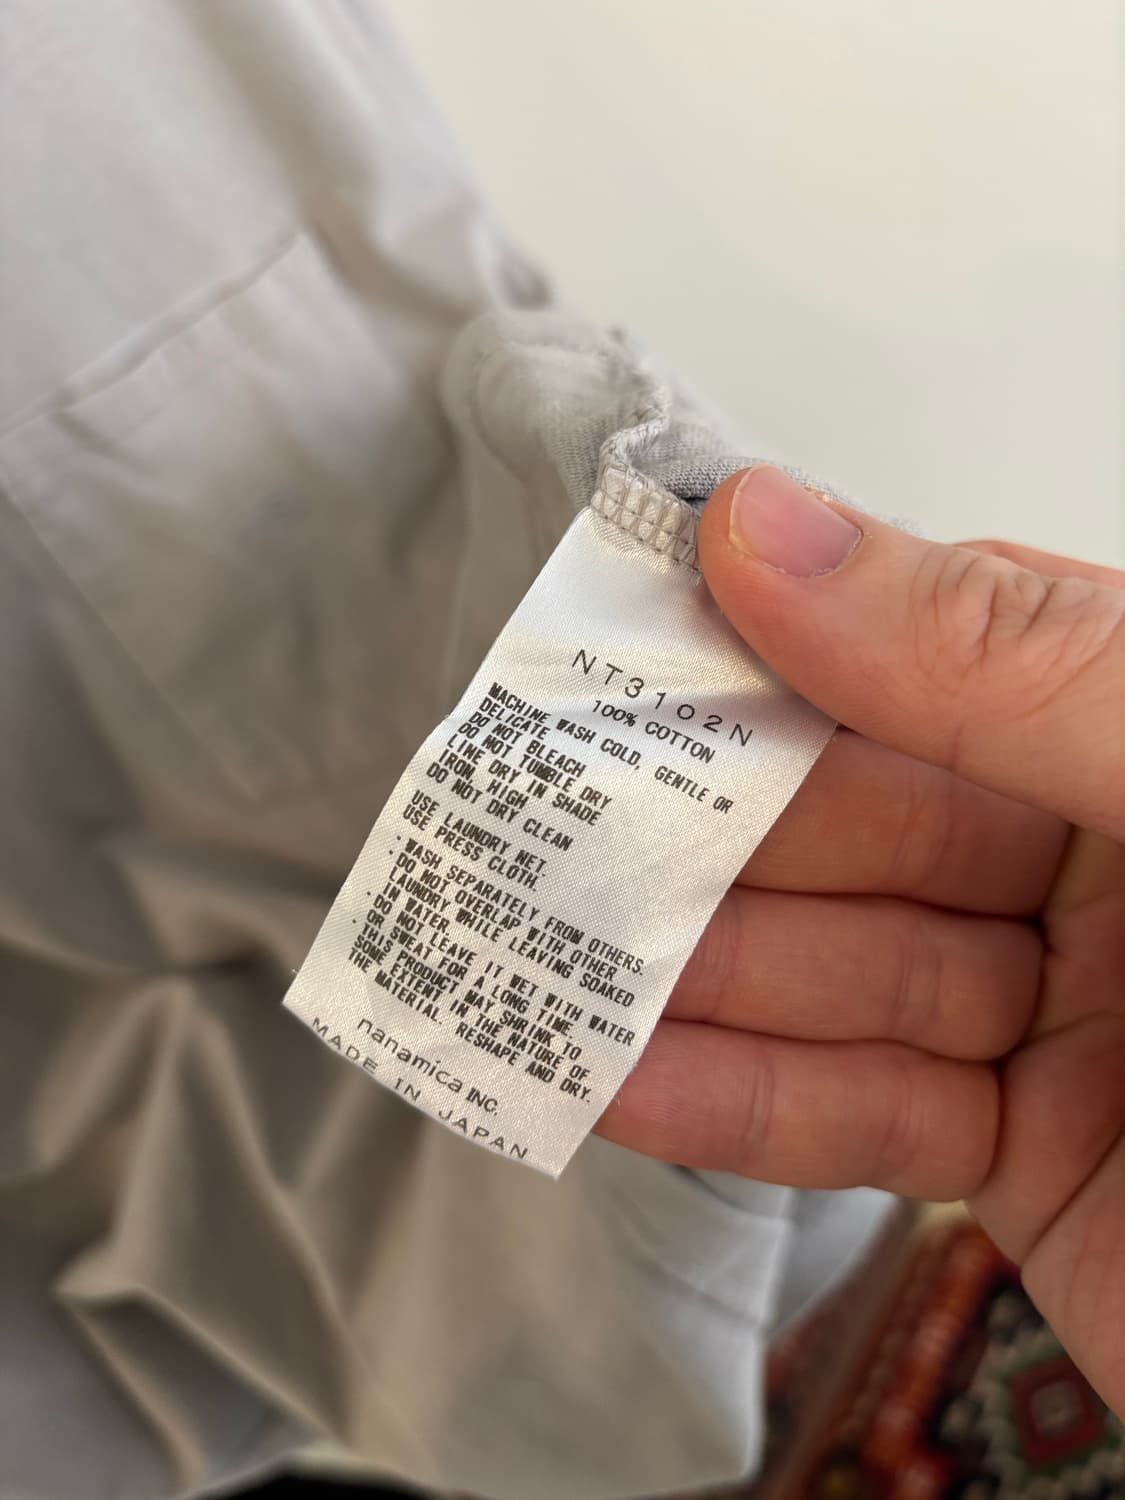 NT3102N
100% COTTON
MACHINE WASH COLD, GENTLE OR
DELICATE
DO NOT BLEACH
DO NOT TUMBLE DRY
LINE DRY IN SHADE
IRON, HIGH
DO NOT DRY CLEAN
USE LAUNDRY NET.
USE PRESS CLOTH.
・WASH SEPARATELY FROM OTHERS.
・DO NOT OVERLAP WITH OTHER
LAUNDRY WHILE LEAVING SOAKED
IN WATER.
・DO NOT LEAVE IT WET WITH WATER
OR SWEAT FOR A LONG TIME.
・THIS PRODUCT MAY SHRINK TO
SOME EXTENT IN THE NATURE OF
THE MATERIAL. RESHAPE AND DRY.
nanamica INC.
MADE IN JAPAN